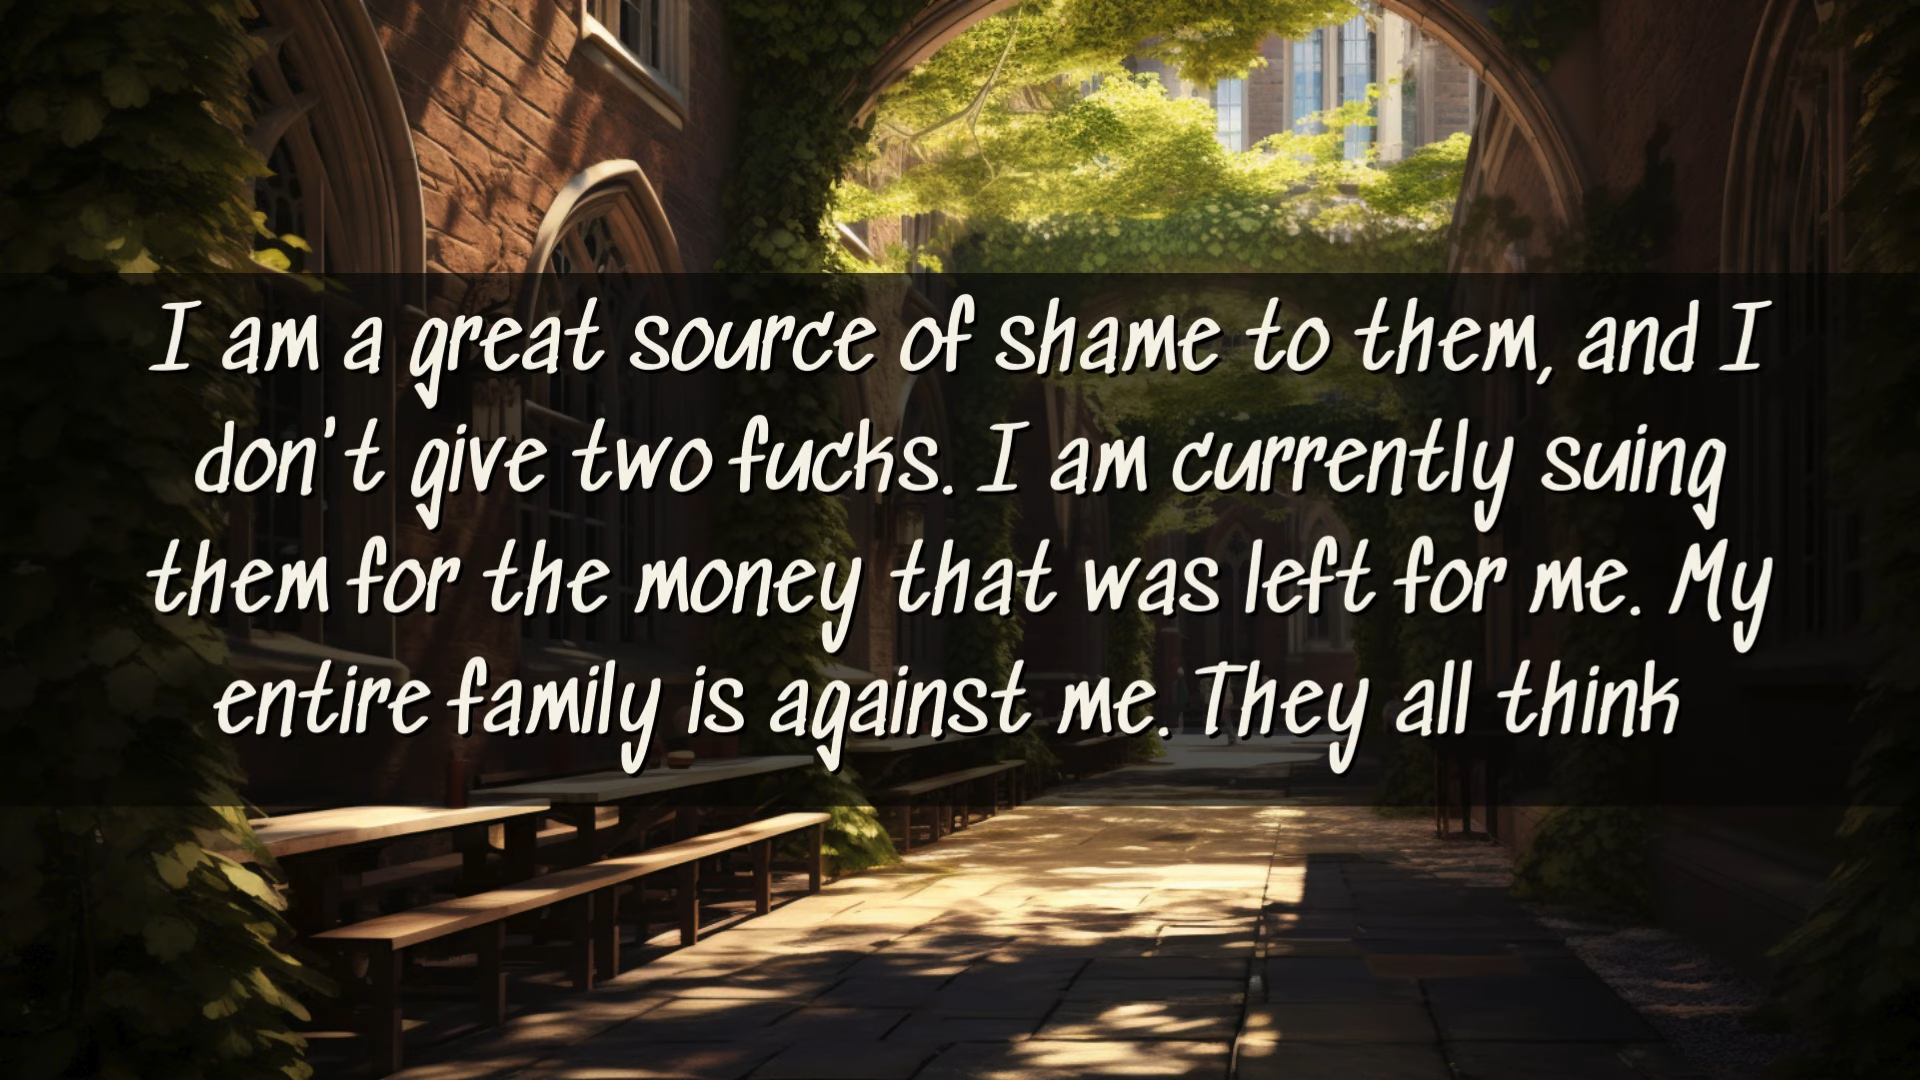 I am a great source of shame to them, and I
don't give two fucks. I am currently suing
them for the money that was left for me. My
entire family is against me. They all think